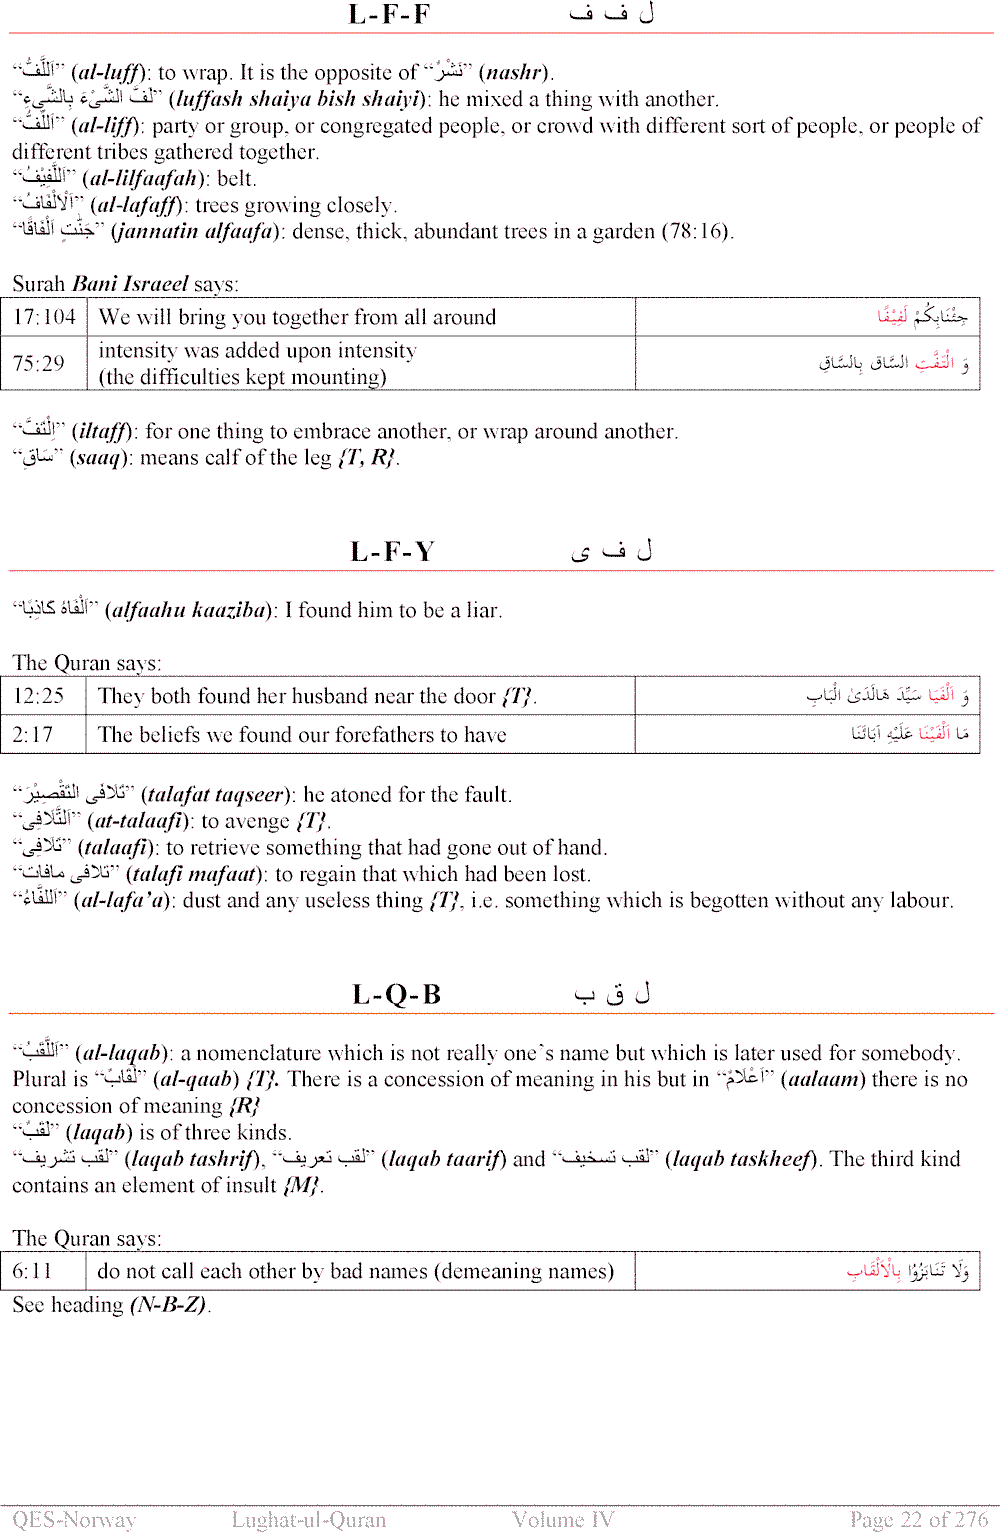 L-F-F ل ف ف
“اَللَّفُّ” (al-luff): to wrap. It is the opposite of “نَشْرٌ” (nashr).
“لَفَّ الشَّیْءَ بِالشَّیءِ” (luffash shaiya bish shaiyi): he mixed a thing with another.
“اَللِّفُّ” (al-liff): party or group, or congregated people, or crowd with different sort of people, or people of
different tribes gathered together.
“اَللَّفِیْفُ” (al-lilfaafah): belt.
“اَلْاَلْفَافُ” (al-lafaff): trees growing closely.
“جَنّٰتٍ اَلْفَافًا” (jannatin alfaafa): dense, thick, abundant trees in a garden (78:16).
Surah Bani Israeel says:
17:104 We will bring you together from all around جِئْنَابِکُمْ لَفِیْفًا
75:29 intensity was added upon intensity
(the difficulties kept mounting) وَ الْتَفَّتِ السَّاق بِالسَّاقِ
“اِلْتَفَّ” (iltaff): for one thing to embrace another, or wrap around another.
“سَاقٍ” (saaq): means calf of the leg {T, R}.
L-F-Y ل ف ی
“اَلْفَاہُ کَاذِبًا” (alfaahu kaaziba): I found him to be a liar.
The Quran says:
12:25 They both found her husband near the door {T}. وَ اَلْفَیَا سَیِّدَ ھَالَدَیٰ الْبَابِ
2:17 The beliefs we found our forefathers to have مَا اَلْفَیْنَا عَلَیْہِ اٰبَائَنَا
“تَلَافَی التَّقْصِیْرَ” (talafat taqseer): he atoned for the fault.
“اَلتَّلَافِی” (at-talaafi): to avenge {T}.
“تَلَافِی” (talaafi): to retrieve something that had gone out of hand.
“تلافی مافات” (talafi mafaat): to regain that which had been lost.
“اَللَفَّاءُ” (al-lafa’a): dust and any useless thing {T}, i.e. something which is begotten without any labour.
L-Q-B ل ق ب
“اَللَّقَبُ” (al-laqab): a nomenclature which is not really one`s name but which is later used for somebody.
Plural is “لَقَابٌ” (al-qaab) {T}. There is a concession of meaning in his but in “اَعْلَامٌ” (aalaam) there is no
concession of meaning {R}
“لَقَبٌ” (laqab) is of three kinds.
“لقب تشریف” (laqab tashrif), “لقب تعریف” (laqab taarif) and “لقب تسخیف” (laqab taskheef). The third kind
contains an element of insult {M}.
The Quran says:
6:11 do not call each other by bad names (demeaning names) وَلَا تَنَابَزُوْا بِالْاَلْقَابِ
See heading (N-B-Z).
QES-Norway Lughat-ul-Quran Volume IV Page 22 of 276